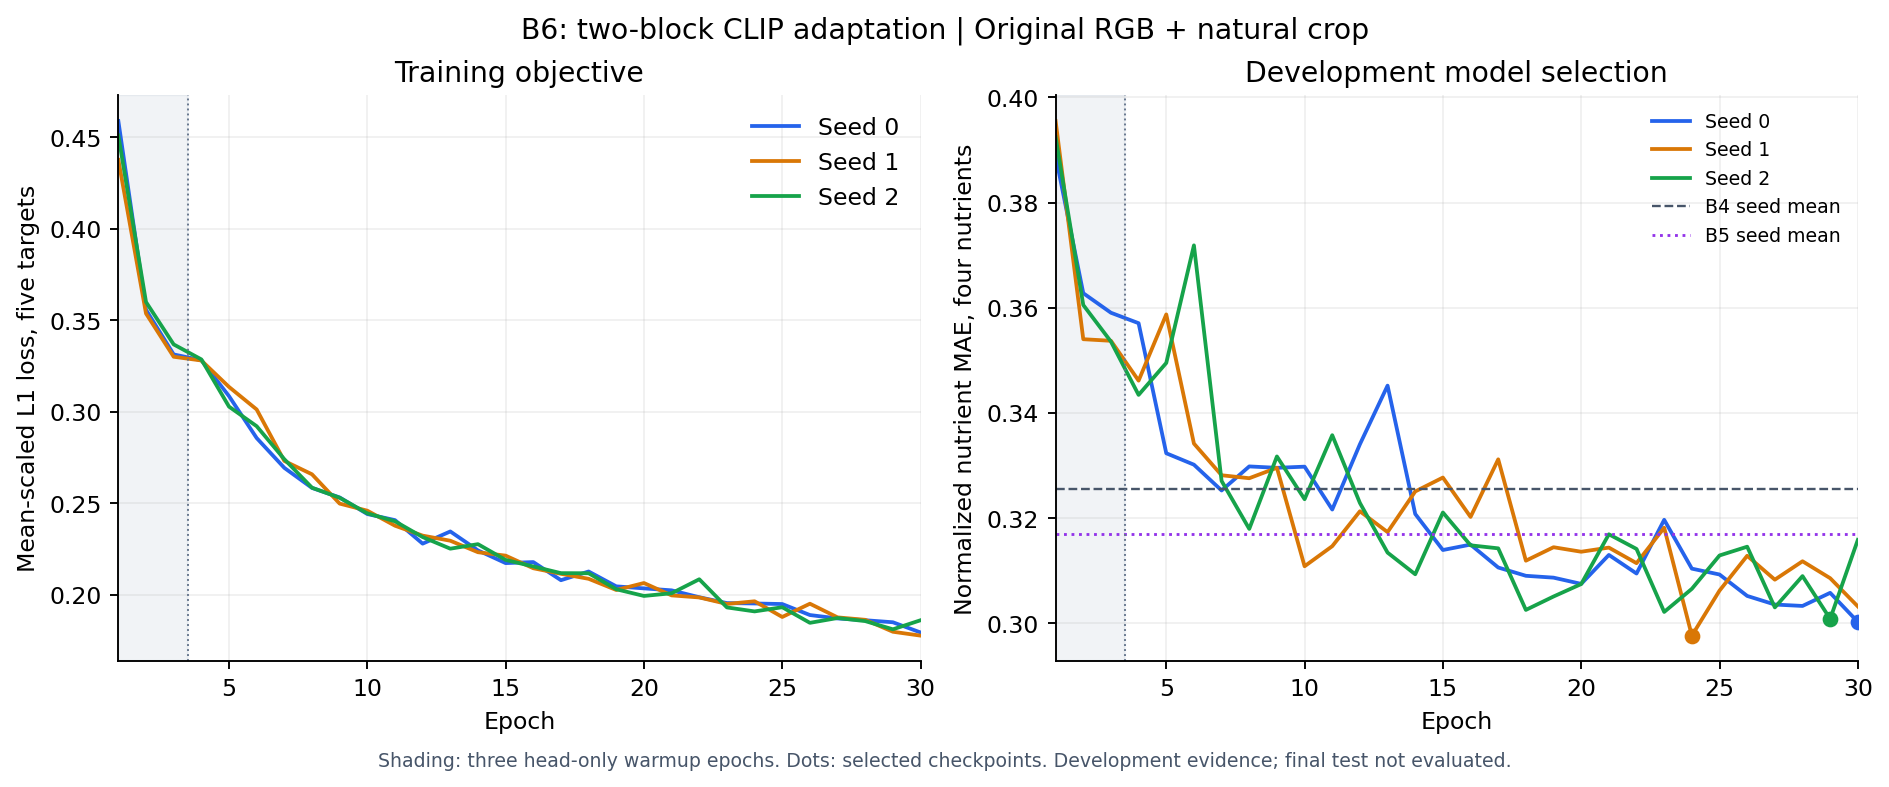 B6: two-block CLIP adaptation | Original RGB + natural crop
Training objective
Mean-scaled L1 loss, five targets
0.45
0.40
0.35
0.30
0.25
0.20
Seed 0
Seed 1
Seed 2
5
10
15
20
25
30
Epoch
Development model selection
Normalized nutrient MAE, four nutrients
0.40
0.38
0.36
0.34
0.32
0.30
Seed 0
Seed 1
Seed 2
B4 seed mean
B5 seed mean
5
10
15
20
25
30
Epoch
Shading: three head-only warmup epochs. Dots: selected checkpoints. Development evidence; final test not evaluated.